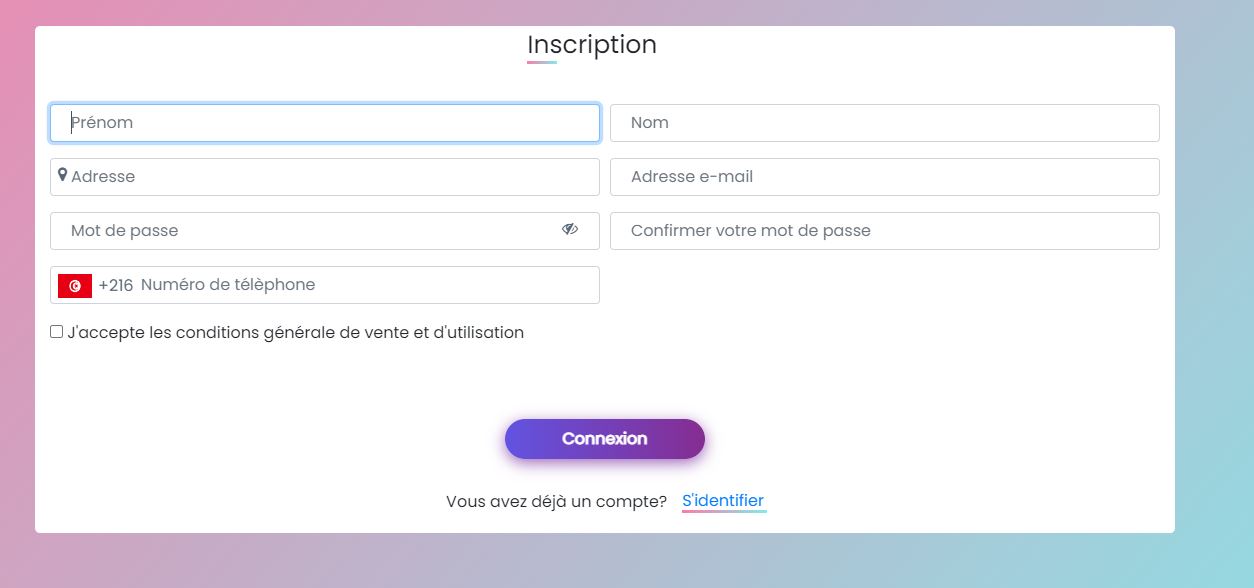 Inscription
Prénom
Nom
Adresse
Adresse e-mail
Mot de passe
Confirmer votre mot de passe
+216 Numéro de télèphone
J'accepte les conditions générale de vente et d'utilisation
Connexion
Vous avez déjà un compte? S'identifier